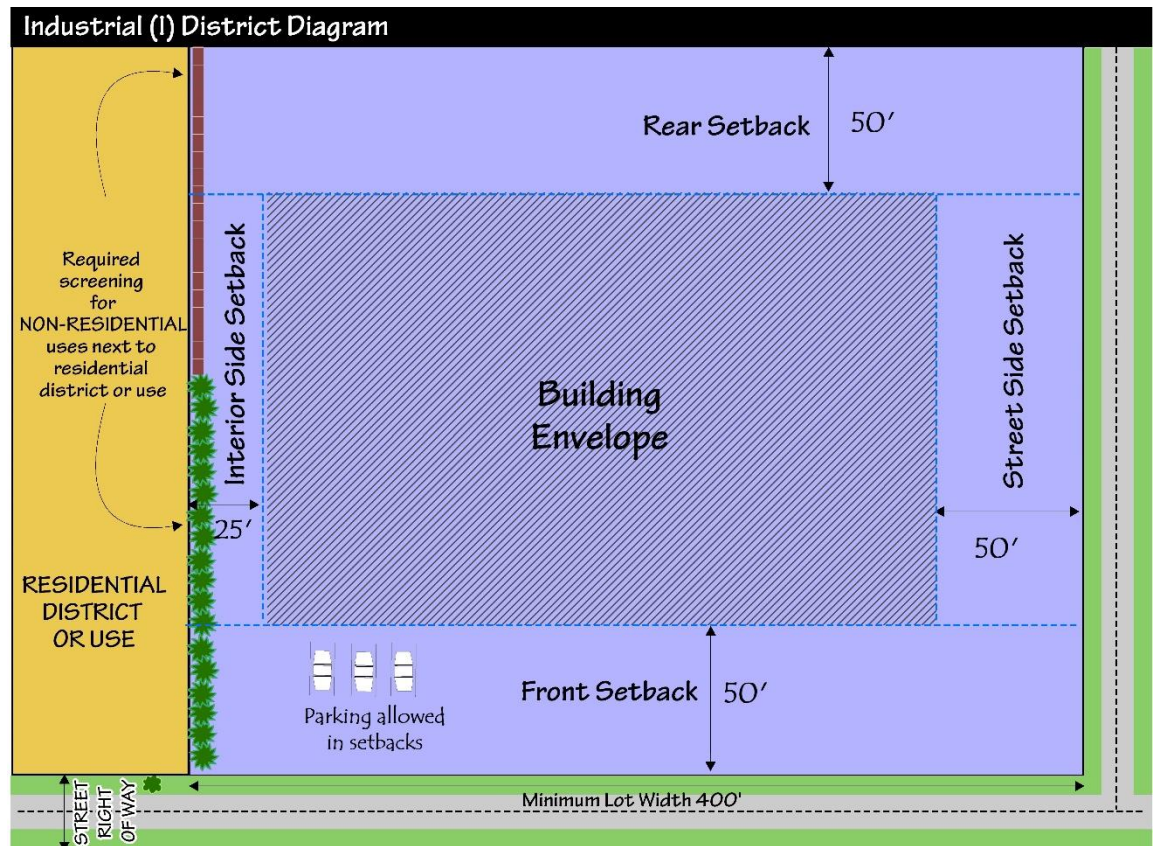 Industrial (I) District Diagram
Rear Setback
50'
Required
screening
for
NON-RESIDENTIAL
uses next to
residential
district or use
Interior Side Setback
Building
Envelope
Street Side Setback
25'
50'
RESIDENTIAL
DISTRICT
OR USE
Parking allowed
in setbacks
Front Setback
50'
STREET
RIGHT
OF WAY
Minimum Lot Width 400'